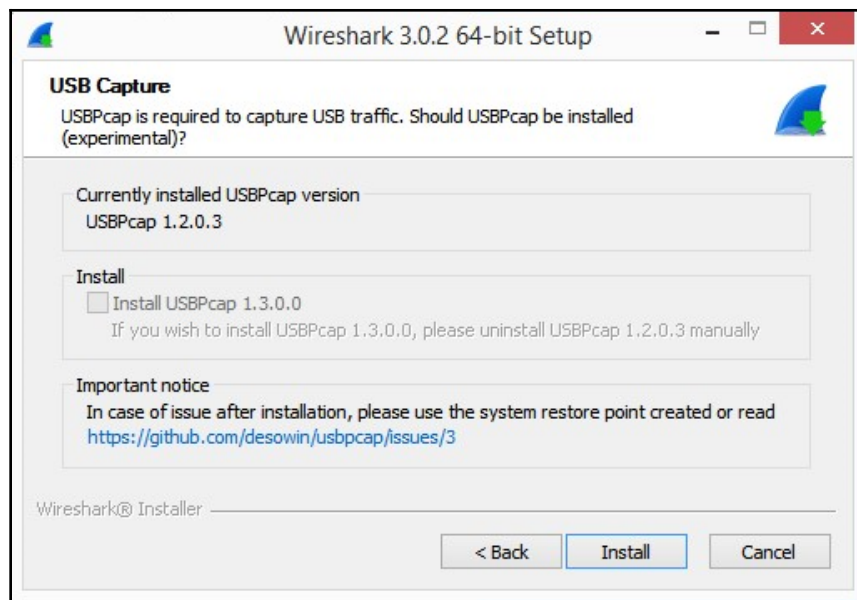 Wireshark 3.0.2 64-bit Setup
USB Capture
USBPcap is required to capture USB traffic. Should USBPcap be installed
(experimental)?
Currently installed USBPcap version
USBPcap 1.2.0.3
Install
Install USBPcap 1.3.0.0
If you wish to install USBPcap 1.3.0.0, please uninstall USBPcap 1.2.0.3 manually
Important notice
In case of issue after installation, please use the system restore point created or read
https://github.com/desowin/usbpcap/issues/3
Wireshark® Installer
< Back Install Cancel